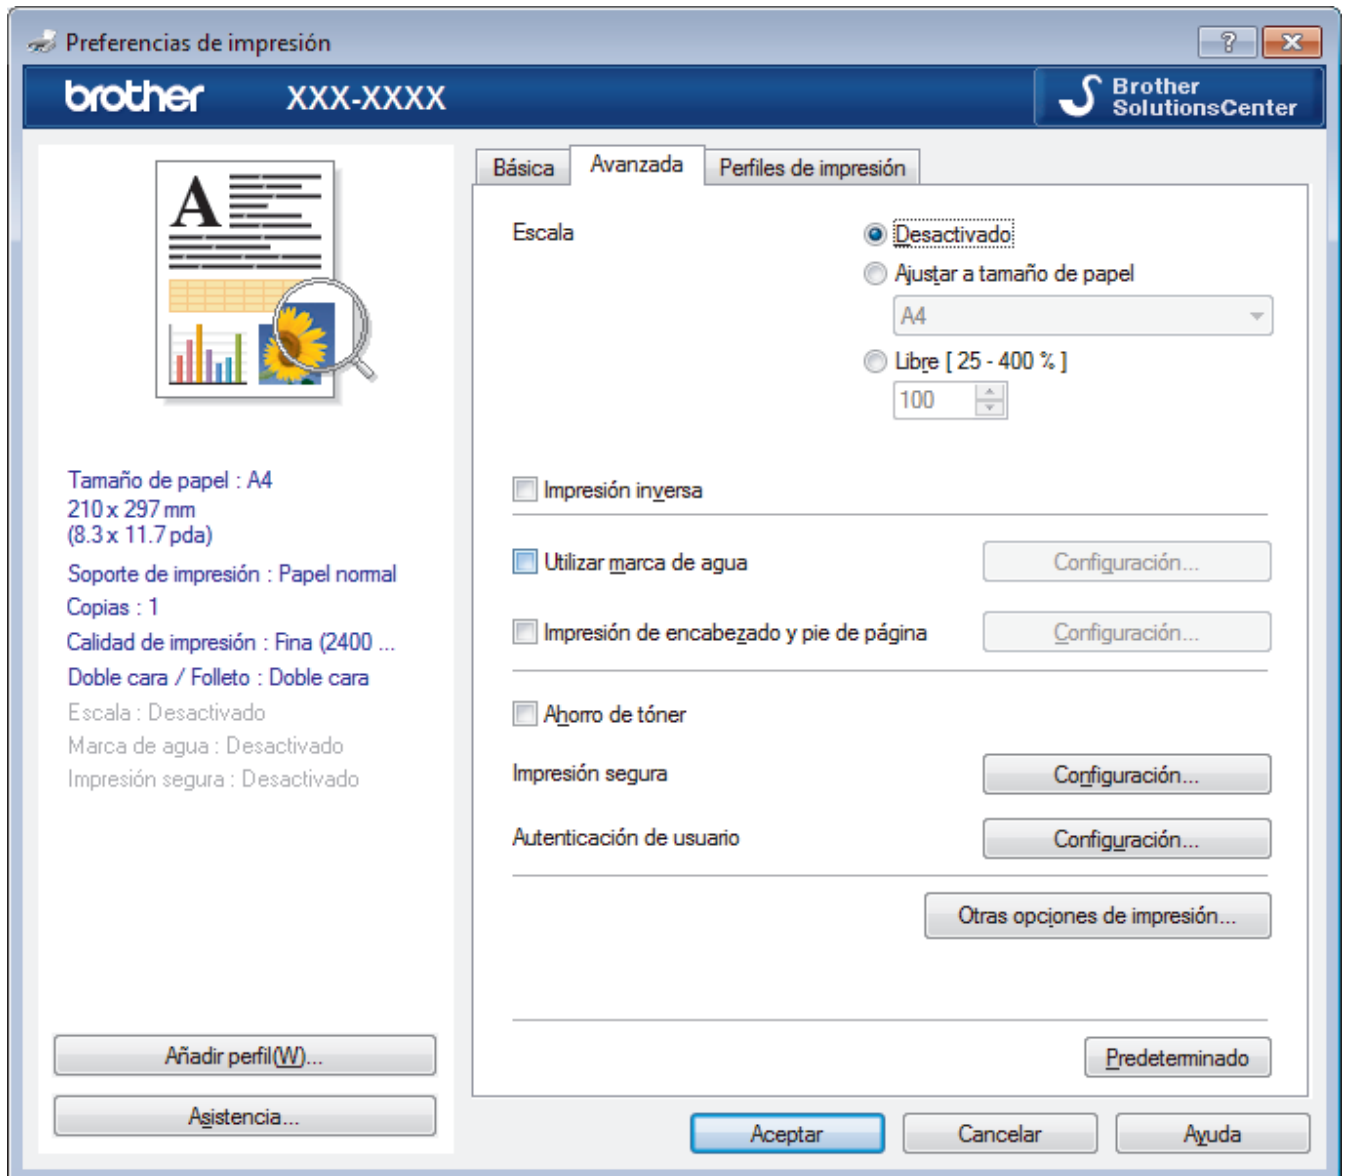 Preferencias de impresión
brother XXX-XXXX
Brother
SolutionsCenter
A
Tamaño de papel : A4
210 x 297 mm
(8.3 x 11.7 pda)
Soporte de impresión : Papel normal
Copias : 1
Calidad de impresión : Fina (2400 ...
Doble cara / Folleto : Doble cara
Escala : Desactivado
Marca de agua : Desactivado
Impresión segura : Desactivado
Añadir perfil(W)...
Asistencia...
Básica Avanzada Perfiles de impresión
Escala Desactivado
Ajustar a tamaño de papel
A4
Libre [ 25 - 400 % ]
100
Impresión inversa
Utilizar marca de agua Configuración...
Impresión de encabezado y pie de página Configuración...
Ahorro de tóner
Impresión segura Configuración...
Autenticación de usuario Configuración...
Otras opciones de impresión...
Predeterminado
Aceptar Cancelar Ayuda